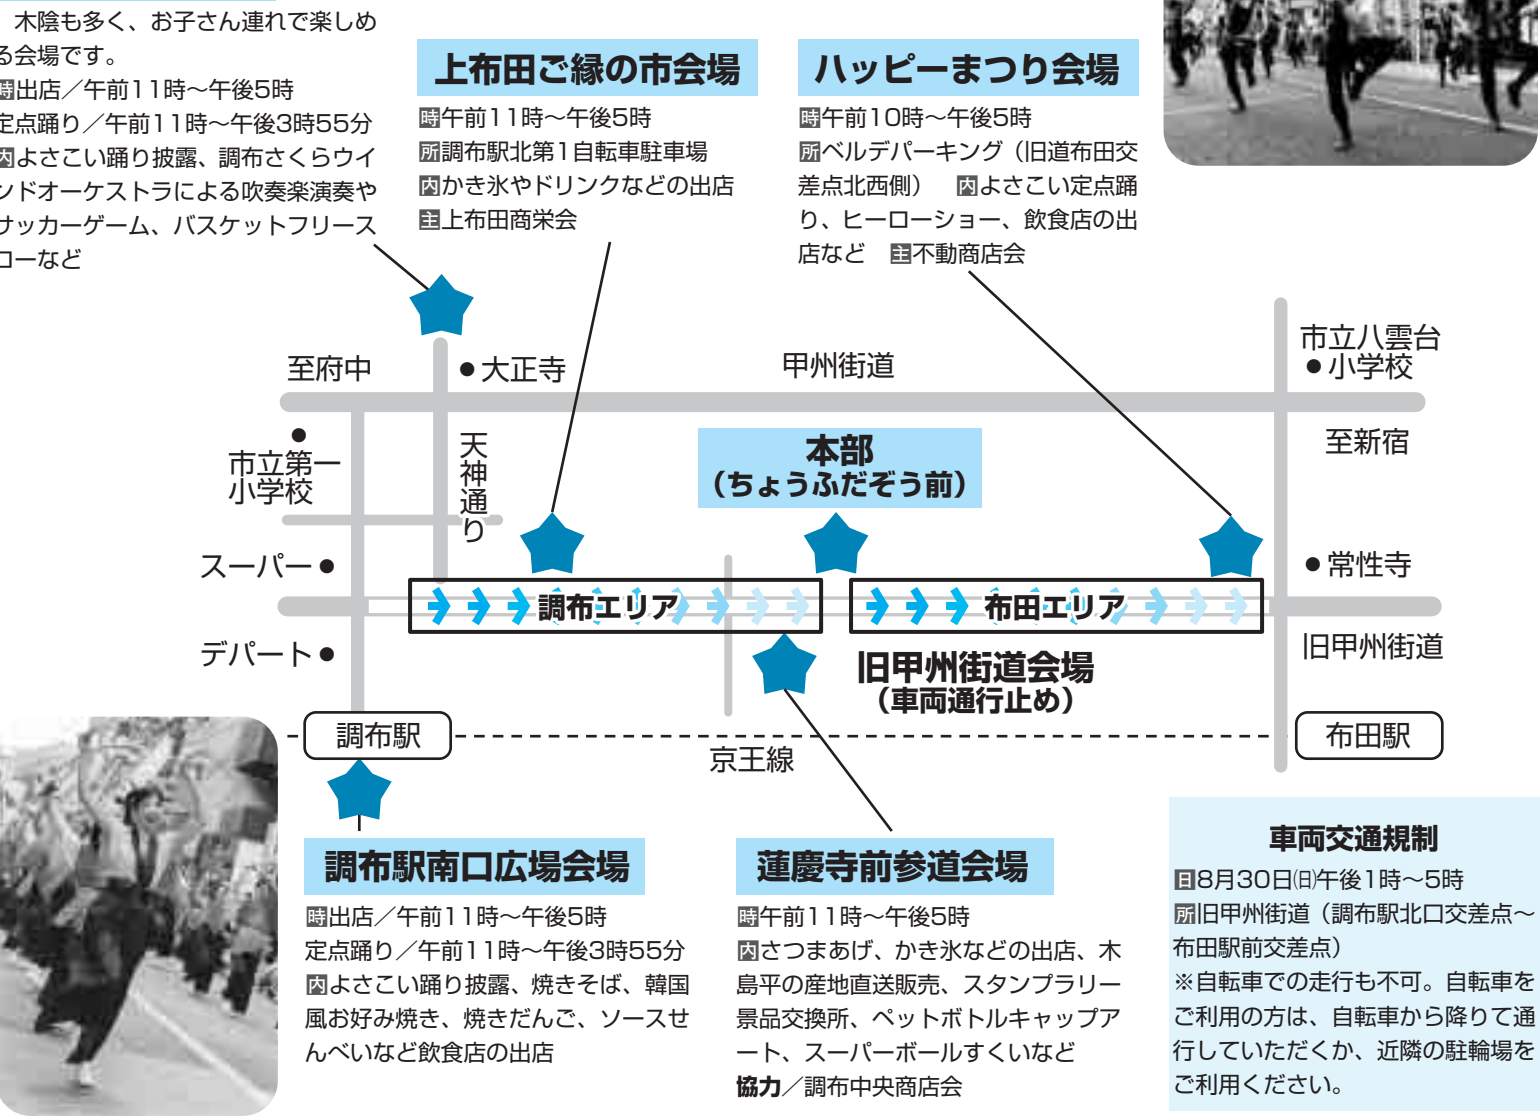 木陰も多く、お子さん連れで楽しめ
る会場です。
時出店／午前11時～午後5時
定点踊り／午前11時～午後3時55分
内よさこい踊り披露、調布さくらウイ
ンドオーケストラによる吹奏楽演奏や
サッカーゲーム、バスケットフリース
ローなど
上布田ご縁の市会場
時午前11時～午後5時
所調布駅北第1自転車駐車場
内かき氷やドリンクなどの出店
主上布田商栄会
ハッピーまつり会場
時午前10時～午後5時
所ベルデパーキング（旧道布田交
差点北西側）　内よさこい定点踊
り、ヒーローショー、飲食店の出
店など　主不動商店会
至府中
●大正寺
甲州街道
市立八雲台
●小学校
至新宿
●
市立第一
小学校
天神通り
本部
（ちょうふだぞう前）
スーパー●
●常性寺
調布エリア
布田エリア
デパート●
旧甲州街道会場
（車両通行止め）
旧甲州街道
調布駅
京王線
布田駅
調布駅南口広場会場
時出店／午前11時～午後5時
定点踊り／午前11時～午後3時55分
内よさこい踊り披露、焼きそば、韓国
風お好み焼き、焼きだんご、ソースせ
んべいなど飲食店の出店
蓮慶寺前参道会場
時午前11時～午後5時
内さつまあげ、かき氷などの出店、木
島平の産地直送販売、スタンプラリー
景品交換所、ペットボトルキャップア
ート、スーパーボールすくいなど
協力／調布中央商店会
車両交通規制
日8月30日㈰午後1時～5時
所旧甲州街道（調布駅北口交差点～
布田駅前交差点）
※自転車での走行も不可。自転車を
ご利用の方は、自転車から降りて通
行していただくか、近隣の駐輪場を
ご利用ください。